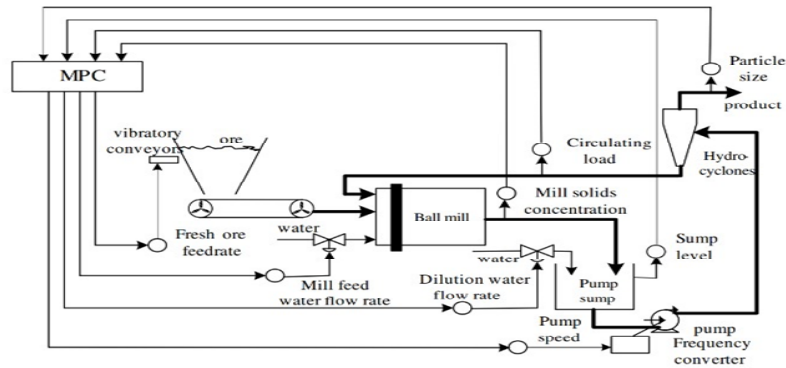 MPC
Particle
size
product
vibratory
conveyors
ore
Circulating
load
Hydro-
cyclones
Mill solids
concentration
Ball mill
Fresh ore
feedrate
water
Mill feed
water flow rate
Dilution water
flow rate
water
Pump
sump
Sump
level
Pump
speed
pump
Frequency
converter